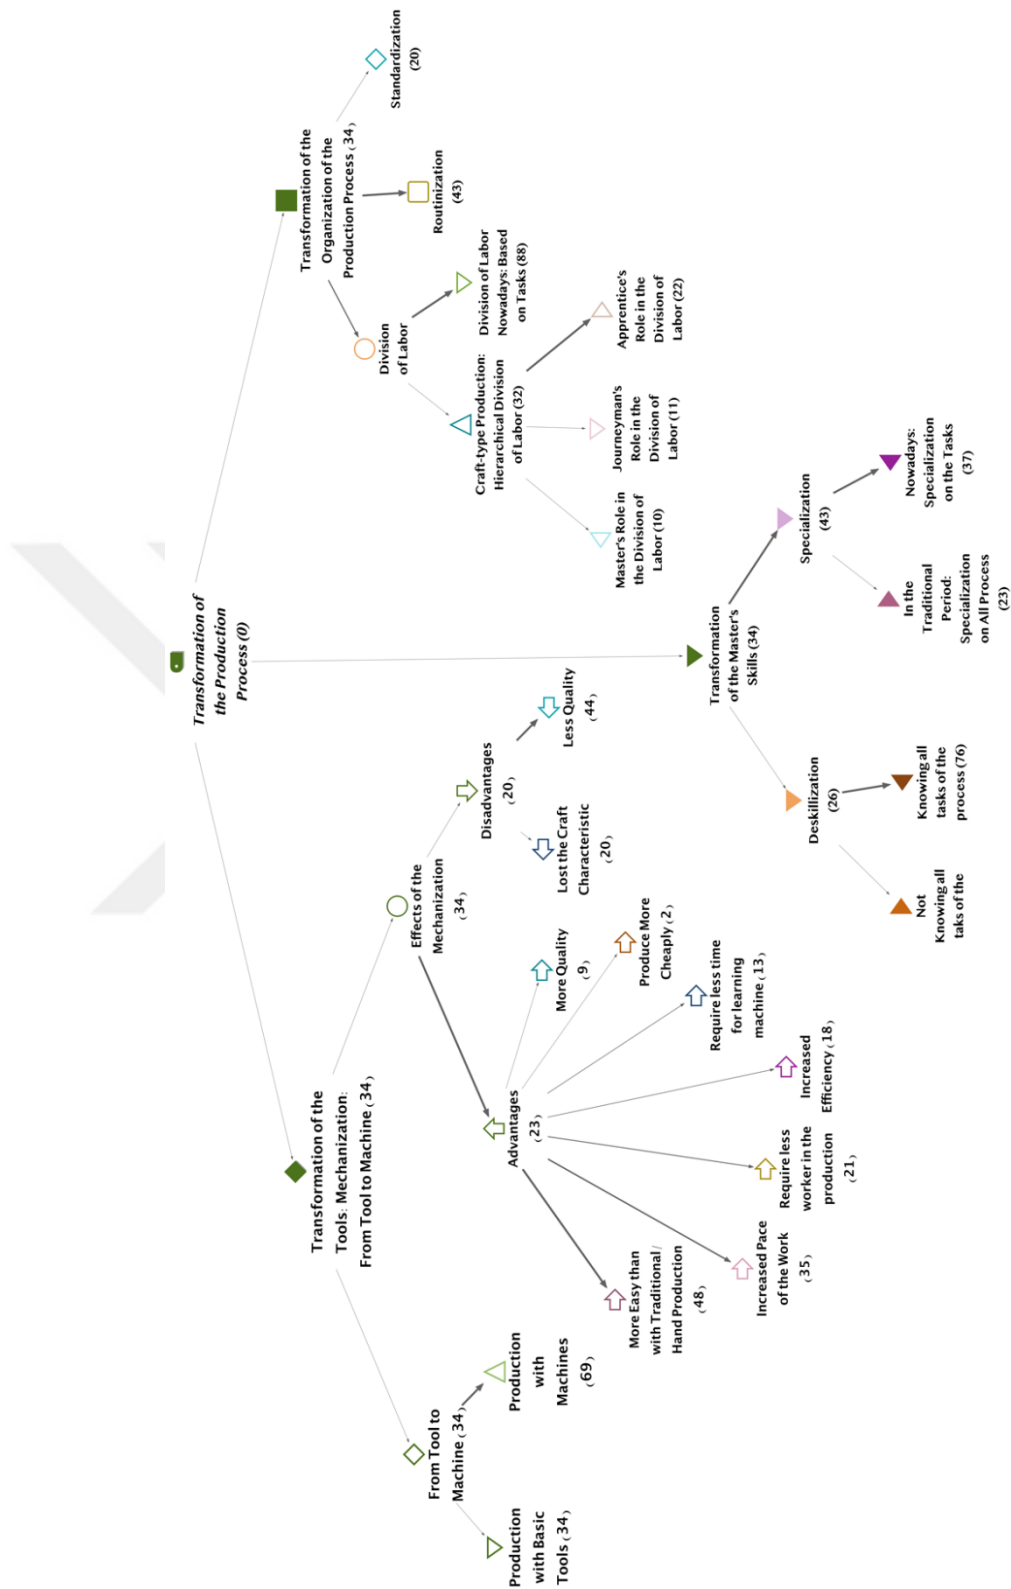 Transformation of
the Production
Process (0)
Transformation of the
Tools: Mechanization:
From Tool to Machine (34)
From Tool to
Machine (34)
Production
with Basic
Tools (34)
Production
with
Machines
(69)
Effects of the
Mechanization
(34)
Advantages
(23)
More Easy than
with Traditional/
Hand Production
(48)
Increased Pace
of the Work
(35)
Require less
worker in the
production
(21)
Increased
Efficiency (18)
Require less time
for learning
machine (13)
Produce More
Cheaply (2)
More Quality
(9)
Disadvantages
(20)
Lost the Craft
Characteristic
(20)
Less Quality
(44)
Transformation
of the Master's
Skills (34)
Deskillization
(26)
Not
Knowing all
taks of the
Knowing all
tasks of the
process (76)
Specialization
(43)
In the
Traditional
Period:
Specialization
on All Process
(23)
Nowadays:
Specialization
on the Tasks
(37)
Transformation of the
Organization of the
Production Process (34)
Division
of Labor
Craft-type Production:
Hierarchical Division
of Labor (32)
Master's Role in
the Division of
Labor (10)
Journeyman's
Role in the
Division of
Labor (11)
Apprentice's
Role in the
Division of
Labor (22)
Division of Labor
Nowadays: Based
on Tasks (88)
Routinization
(43)
Standardization
(20)